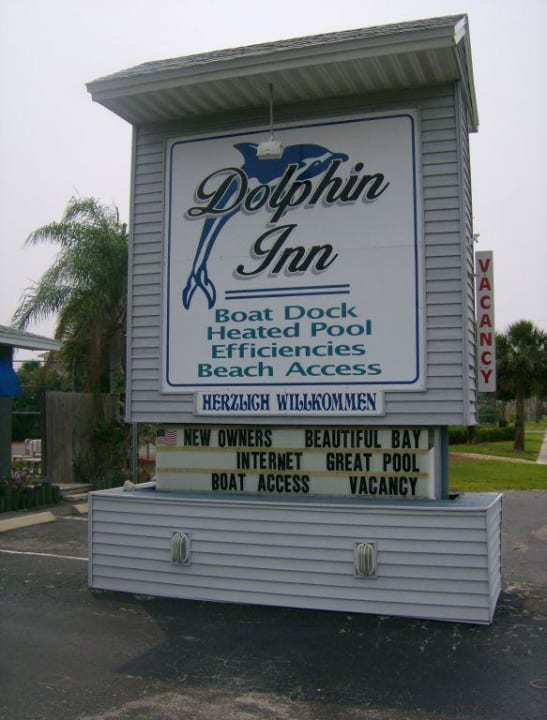 Dolphin
Inn
Boat Dock
Heated Pool
Efficiencies
Beach Access
HERZLICH WILLKOMMEN
NEW OWNERS BEAUTIFUL BAY
INTERNET GREAT POOL
BOAT ACCESS VACANCY
VACANCY